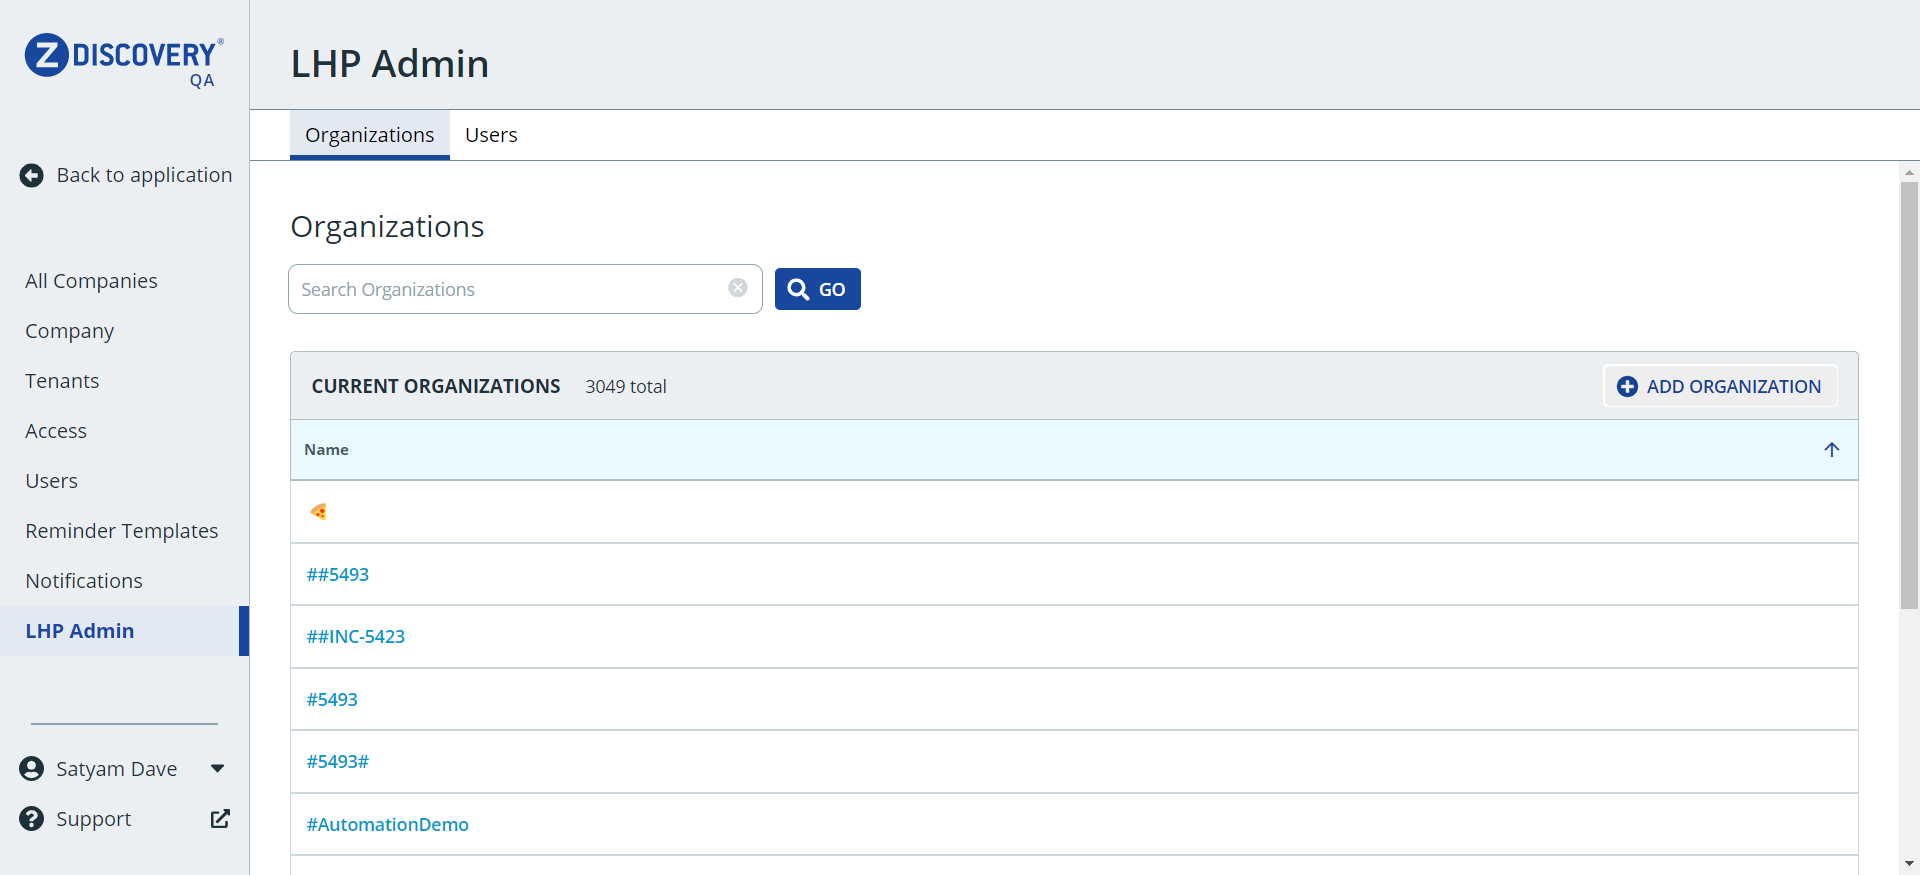 Z DISCOVERY®
QA
Back to application
All Companies
Company
Tenants
Access
Users
Reminder Templates
Notifications
LHP Admin
Satyam Dave
Support
LHP Admin
Organizations Users
Organizations
Search Organizations GO
CURRENT ORGANIZATIONS 3049 total ADD ORGANIZATION
Name
🍕
##5493
##INC-5423
#5493
#5493#
#AutomationDemo